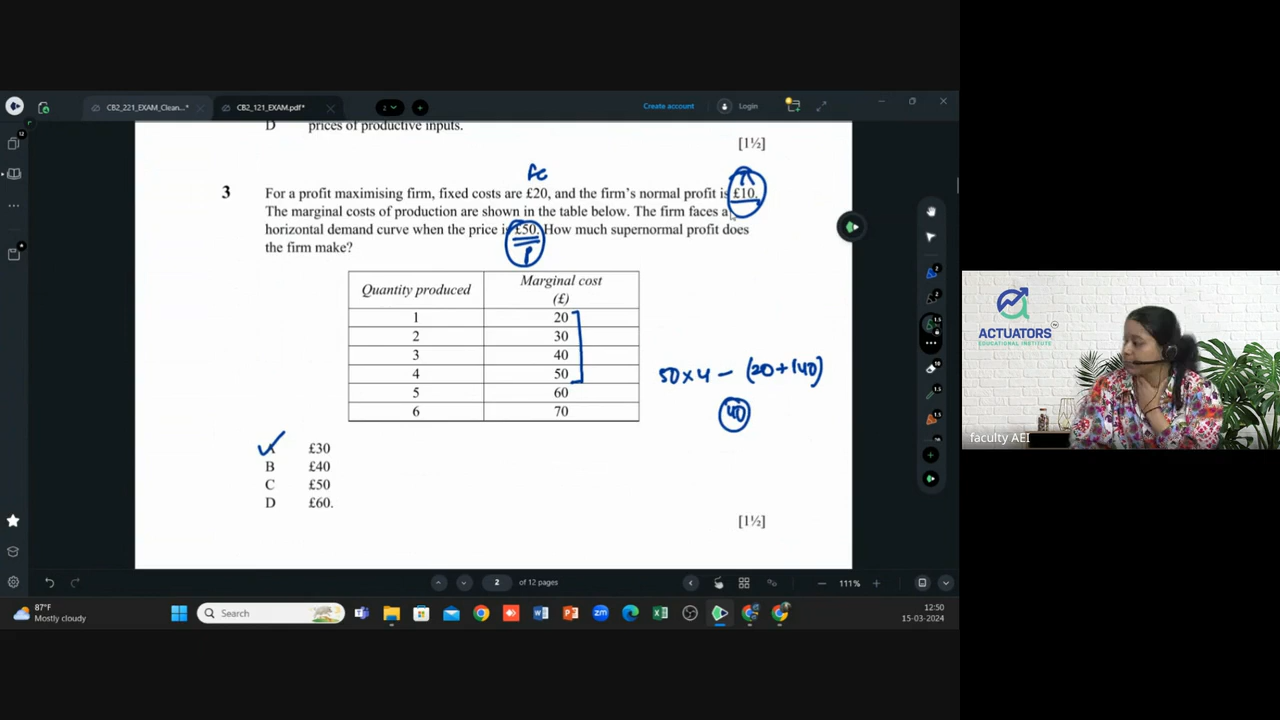 CB2_221_EXAM_Clean...*
CB2_121_EXAM.pdf*
2
Create account
Login
D prices of productive inputs.
[1½]
FC
3 For a profit maximising firm, fixed costs are £20, and the firm's normal profit is £10.
The marginal costs of production are shown in the table below. The firm faces a
horizontal demand curve when the price is £50. How much supernormal profit does
the firm make?
P
Quantity produced Marginal cost
(£)
1 20
2 30
3 40
4 50
5 60
6 70
50×4 – (20+140)
40
A £30
B £40
C £50
D £60.
[1½]
ACTUATORS
EDUCATIONAL INSTITUTE
faculty AEI
2 of 12 pages
111%
87°F
Mostly cloudy
Search
12:50
15-03-2024